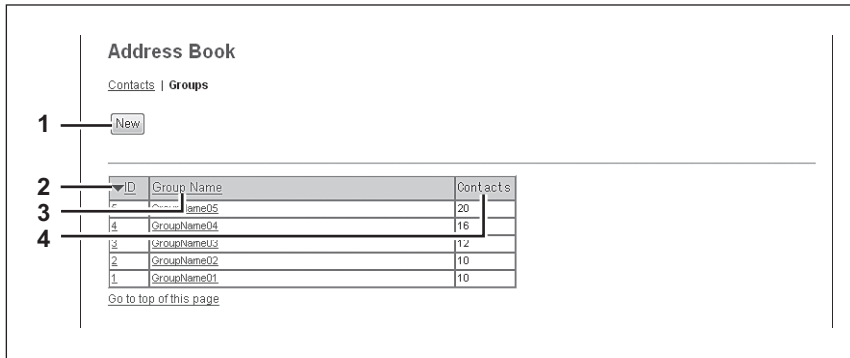 Address Book
Contacts | Groups
1
New
2 ID Group Name Contacts
3
20
4
4 GroupName04 16
3 GroupName03 12
2 GroupName02 10
1 GroupName01 10
Go to top of this page